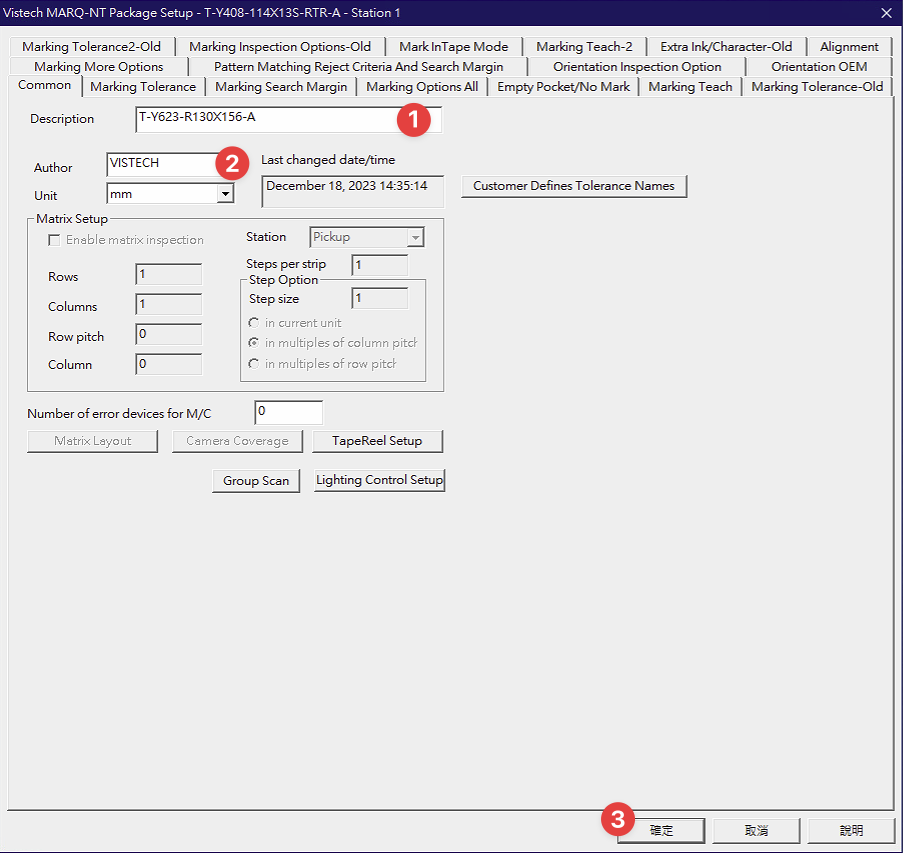 Vistech MARQ-NT Package Setup - T-Y408-114X13S-RTR-A - Station 1
Marking Tolerance2-Old
Marking Inspection Options-Old
Mark InTape Mode
Marking Teach-2
Extra Ink/Character-Old
Alignment
Marking More Options
Pattern Matching Reject Criteria And Search Margin
Orientation Inspection Option
Orientation OEM
Common
Marking Tolerance
Marking Search Margin
Marking Options All
Empty Pocket/No Mark
Marking Teach
Marking Tolerance-Old
Description
T-Y623-R130X156-A
1
Author
VISTECH
2
Last changed date/time
Unit
mm
December 18, 2023 14:35:14
Customer Defines Tolerance Names
Matrix Setup
Enable matrix inspection
Station
Pickup
Rows
1
Steps per strip
1
Step Option
Columns
1
Step size
1
Row pitch
0
in current unit
in multiples of column pitch
Column
0
in multiples of row pitch
Number of error devices for M/C
0
Matrix Layout
Camera Coverage
TapeReel Setup
Group Scan
Lighting Control Setup
3
確定
取消
說明